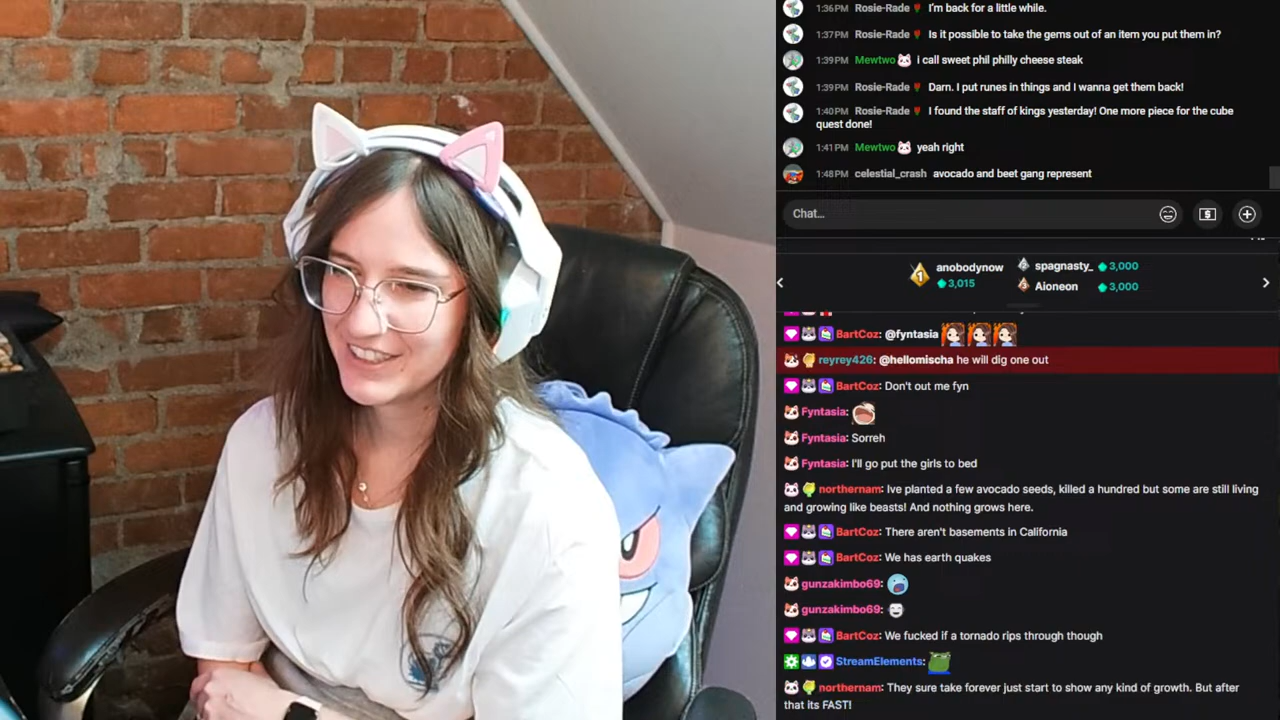 1:36PM Rosie-Rade I'm back for a little while.
1:37PM Rosie-Rade Is it possible to take the gems out of an item you put them in?
1:39PM Mewtwo i call sweet phil philly cheese steak
1:39PM Rosie-Rade Darn. I put runes in things and I wanna get them back!
1:40PM Rosie-Rade I found the staff of kings yesterday! One more piece for the cube
quest done!
1:41PM Mewtwo yeah right
1:48PM celestial_crash avocado and beet gang represent
Chat...
1 anobodynow 3,015
2 spagnasty_ 3,000
3 Aioneon 3,000
BartCoz: @fyntasia
reyrey426: @hellomischa he will dig one out
BartCoz: Don't out me fyn
Fyntasia:
Fyntasia: Sorreh
Fyntasia: I'll go put the girls to bed
northernam: Ive planted a few avocado seeds, killed a hundred but some are still living
and growing like beasts! And nothing grows here.
BartCoz: There aren't basements in California
BartCoz: We has earth quakes
gunzakimbo69:
gunzakimbo69:
BartCoz: We fucked if a tornado rips through though
StreamElements:
northernam: They sure take forever just start to show any kind of growth. But after
that its FAST!